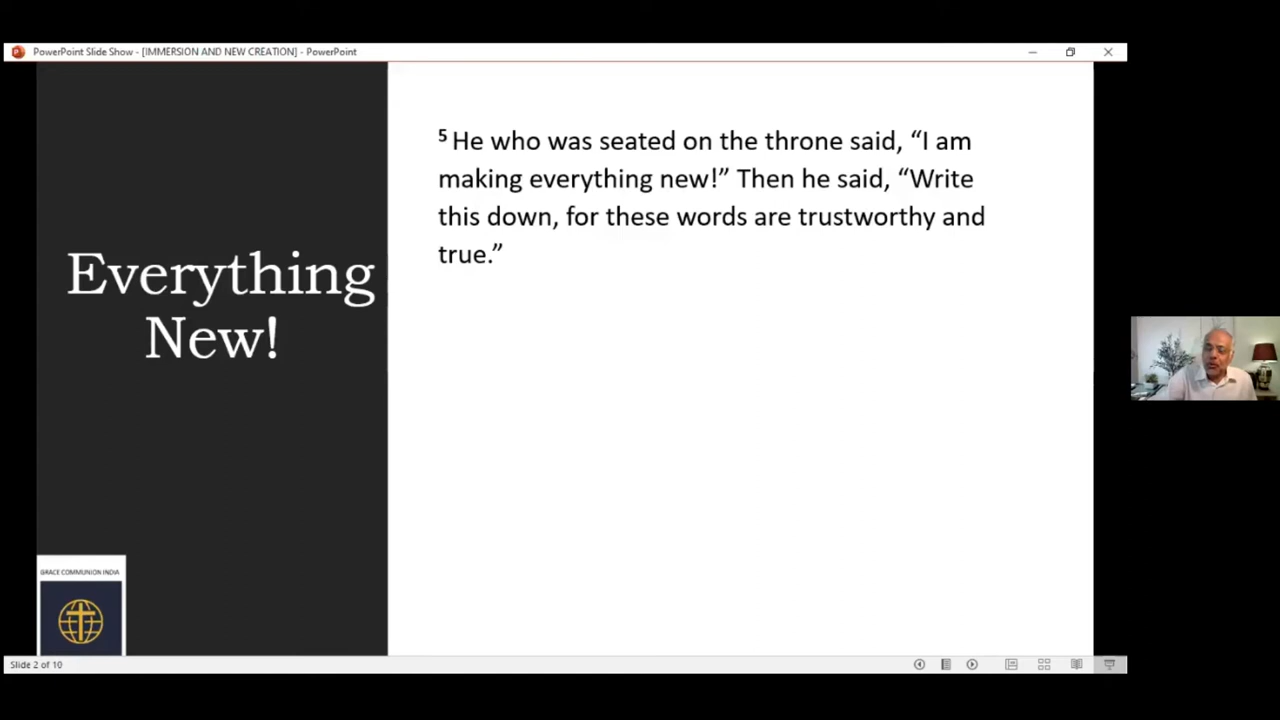 PowerPoint Slide Show - [IMMERSION AND NEW CREATION] - PowerPoint
5 He who was seated on the throne said, “I am
making everything new!” Then he said, “Write
this down, for these words are trustworthy and
true.”
Everything
New!
GRACE COMMUNION INDIA
Slide 2 of 10